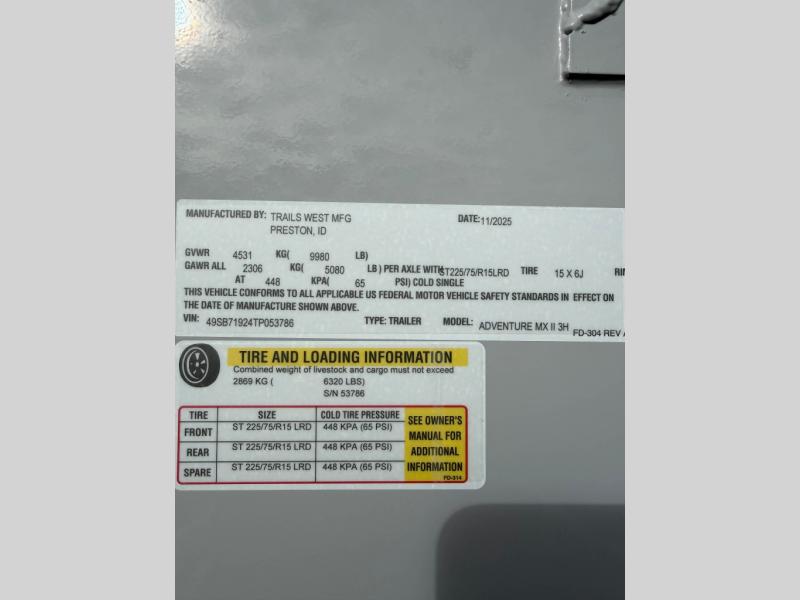 MANUFACTURED BY: TRAILS WEST MFG DATE: 11/2025
PRESTON, ID
GVWR 4531 KG( 9980 LB)
GAWR ALL 2306 KG( 5080 LB ) PER AXLE WITH ST225/75/R15LRD TIRE 15 X 6J
AT 448 KPA( 65 PSI) COLD SINGLE
THIS VEHICLE CONFORMS TO ALL APPLICABLE US FEDERAL MOTOR VEHICLE SAFETY STANDARDS IN EFFECT ON
THE DATE OF MANUFACTURE SHOWN ABOVE.
VIN: 49SB71924TP053786 TYPE: TRAILER MODEL: ADVENTURE MX II 3H FD-304 REV
TIRE AND LOADING INFORMATION
Combined weight of livestock and cargo must not exceed
2869 KG ( 6320 LBS)
S/N 53786
TIRE SIZE COLD TIRE PRESSURE
FRONT ST 225/75/R15 LRD 448 KPA (65 PSI)
REAR ST 225/75/R15 LRD 448 KPA (65 PSI)
SPARE ST 225/75/R15 LRD 448 KPA (65 PSI)
SEE OWNER'S
MANUAL FOR
ADDITIONAL
INFORMATION
FD-314